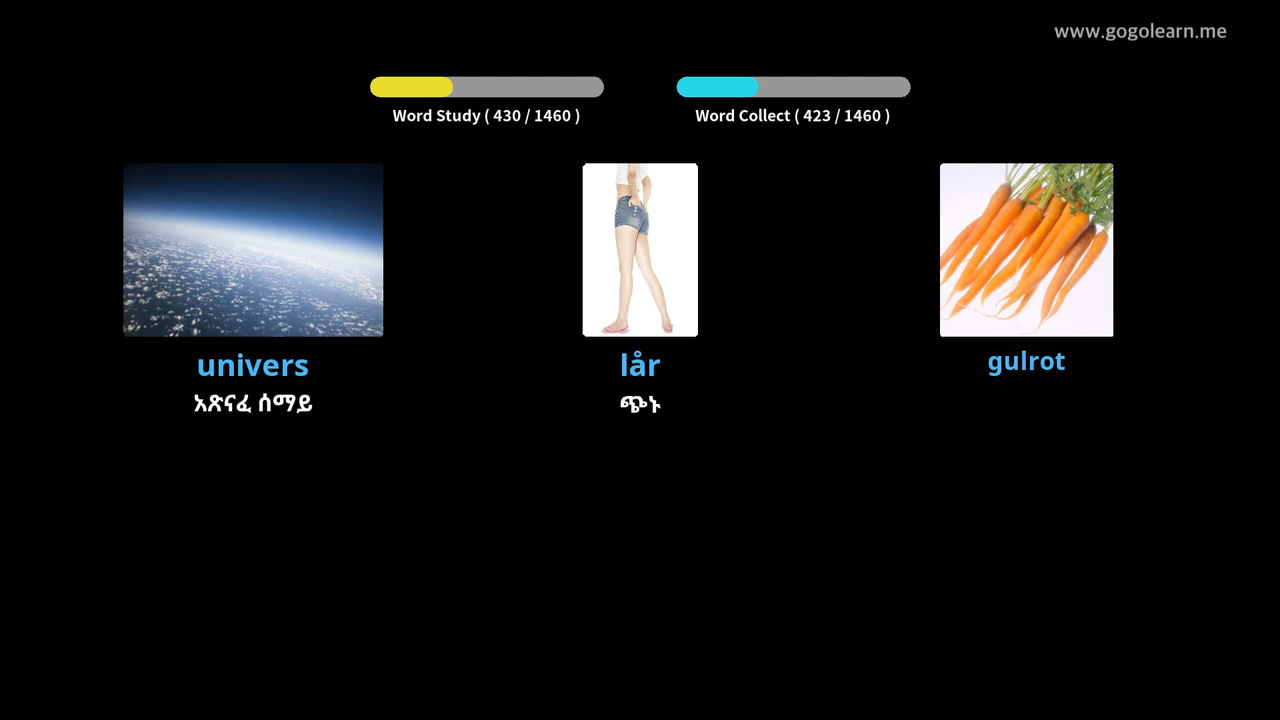 www.gogolearn.me
Word Study ( 430 / 1460 )
Word Collect ( 423 / 1460 )
univers
አጽናፈ ሰማይ
lår
ጭኑ
gulrot